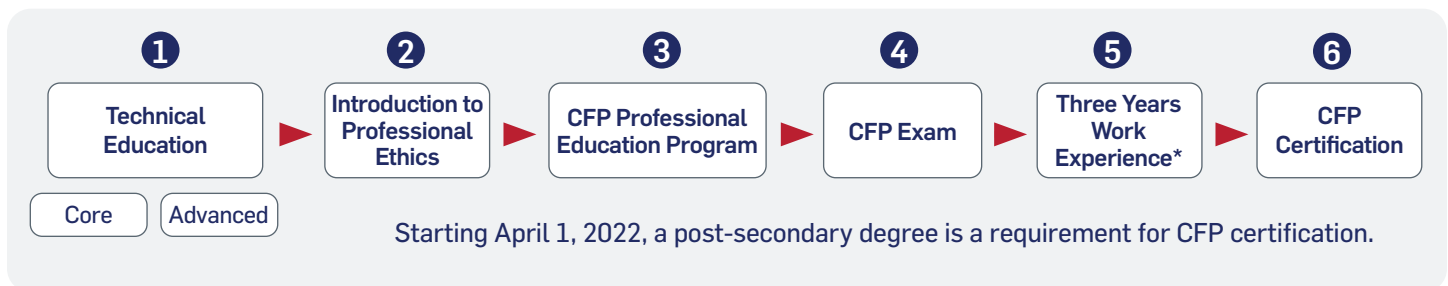 1
Technical
Education
Core
Advanced
2
Introduction to
Professional
Ethics
3
CFP Professional
Education Program
4
CFP Exam
5
Three Years
Work
Experience*
6
CFP
Certification
Starting April 1, 2022, a post-secondary degree is a requirement for CFP certification.